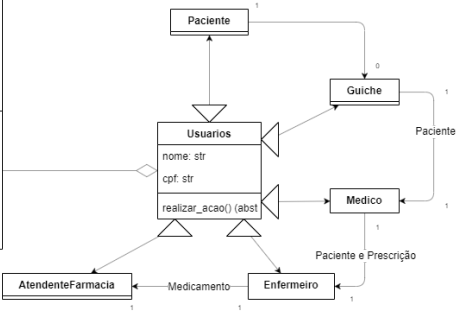 1
Paciente
0
Guiche
1
Paciente
Usuarios
nome: str
cpf: str
realizar_acao() (abst
Medico
1
1
Paciente e Prescrição
AtendenteFarmacia
Medicamento
Enfermeiro
1
1
1